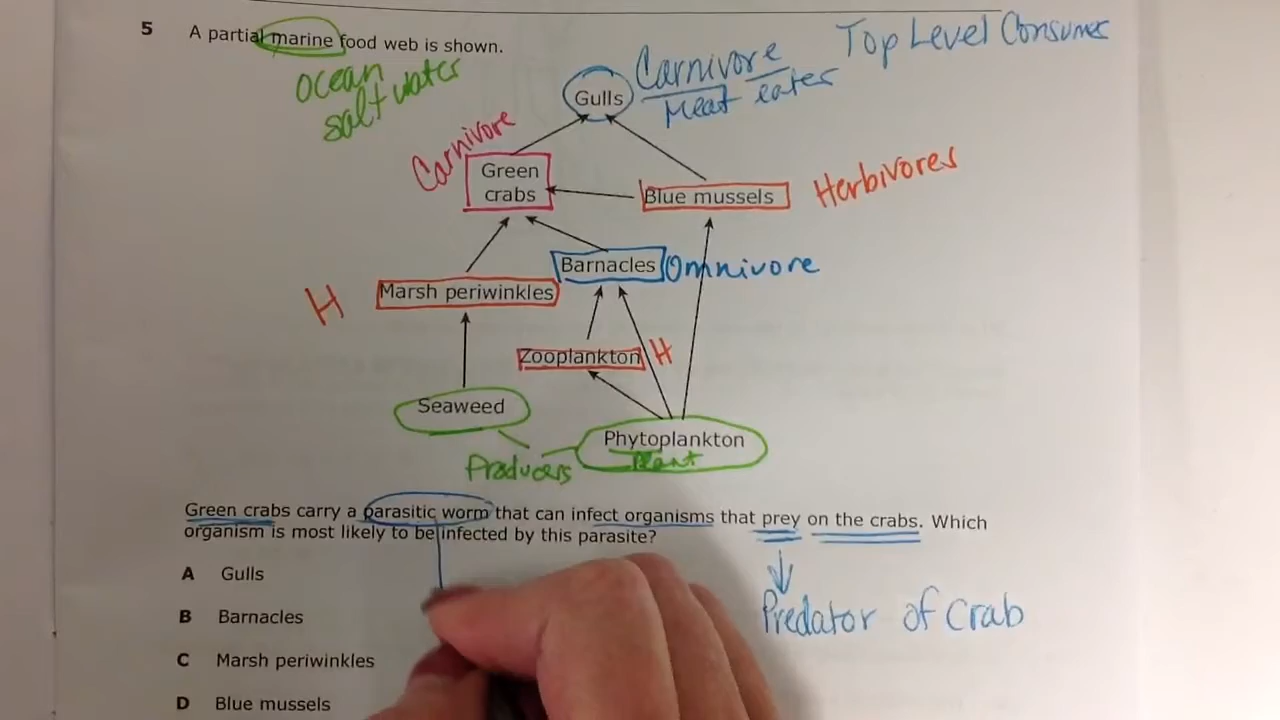 5 A partial marine food web is shown.
ocean
salt water
Carnivore
Meat eater
Top Level Consumer
Gulls
Carnivore
Green
crabs
Blue mussels
Herbivores
Barnacles
Omnivore
H
Marsh periwinkles
Zooplankton
H
Seaweed
Phytoplankton
Plant
Producers
Green crabs carry a parasitic worm that can infect organisms that prey on the crabs. Which
organism is most likely to be infected by this parasite?
A Gulls
B Barnacles
C Marsh periwinkles
D Blue mussels
Predator of Crab